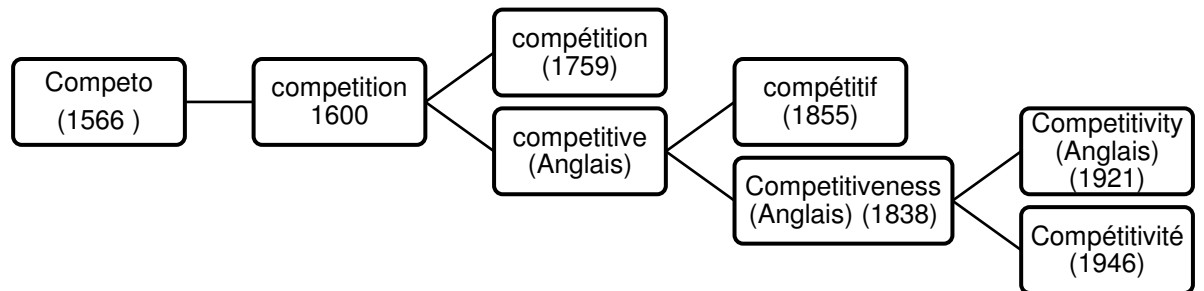 Competo
(1566 )
competition
1600
compétition
(1759)
competitive
(Anglais)
compétitif
(1855)
Competitiveness
(Anglais) (1838)
Competitivity
(Anglais)
(1921)
Compétitivité
(1946)